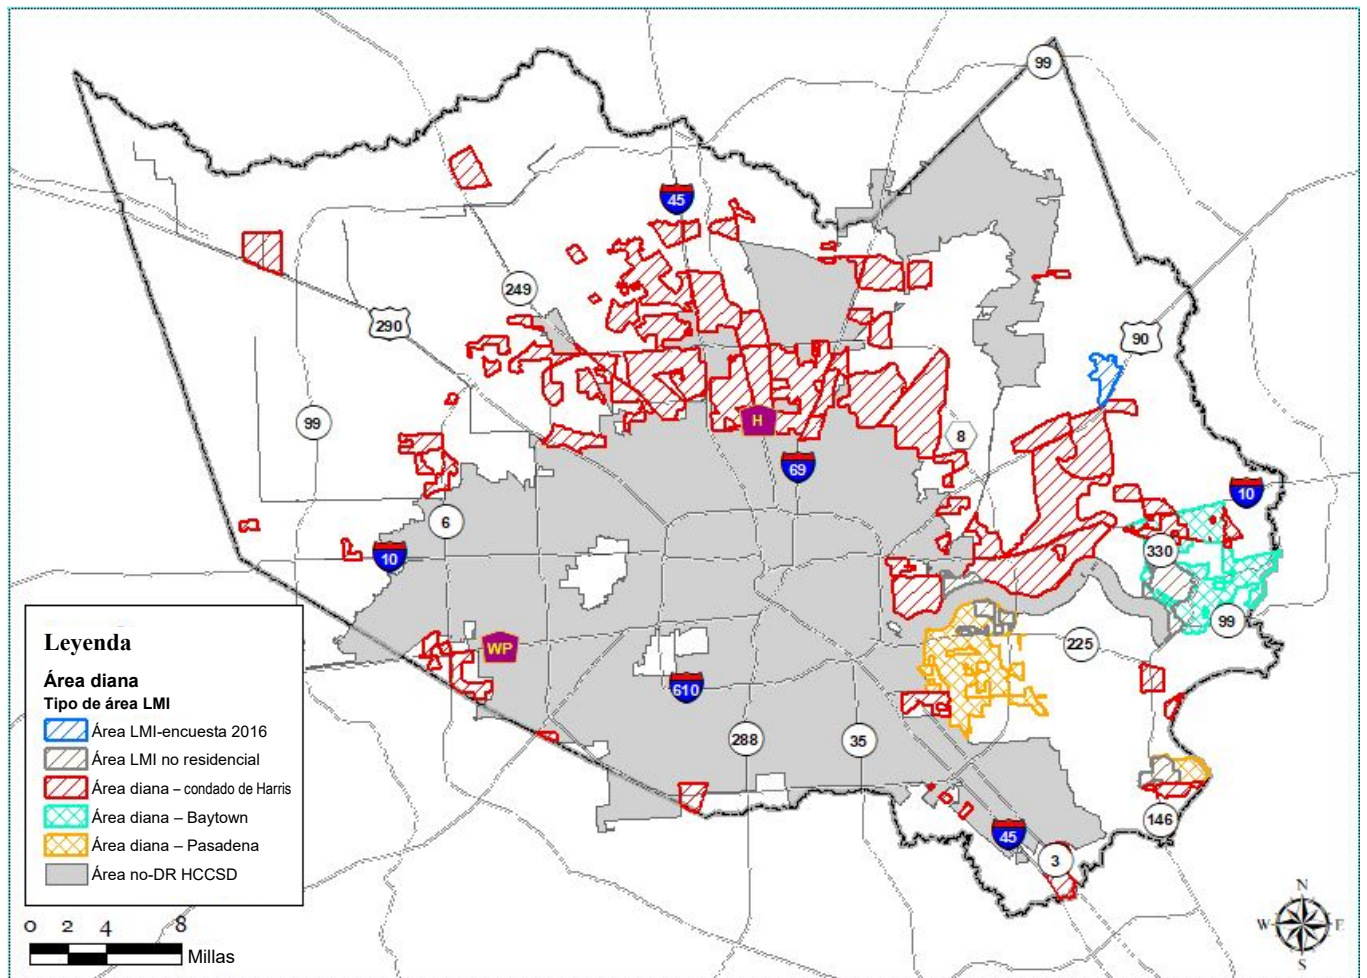 99
45
249
290
90
99
H
8
69
10
6
10
330
99
WP
225
610
288
35
146
45
3
Leyenda
Área diana
Tipo de área LMI
Área LMI-encuesta 2016
Área LMI no residencial
Área diana – condado de Harris
Área diana – Baytown
Área diana – Pasadena
Área no-DR HCCSD
0 2 4 8
Millas
N
W E
S